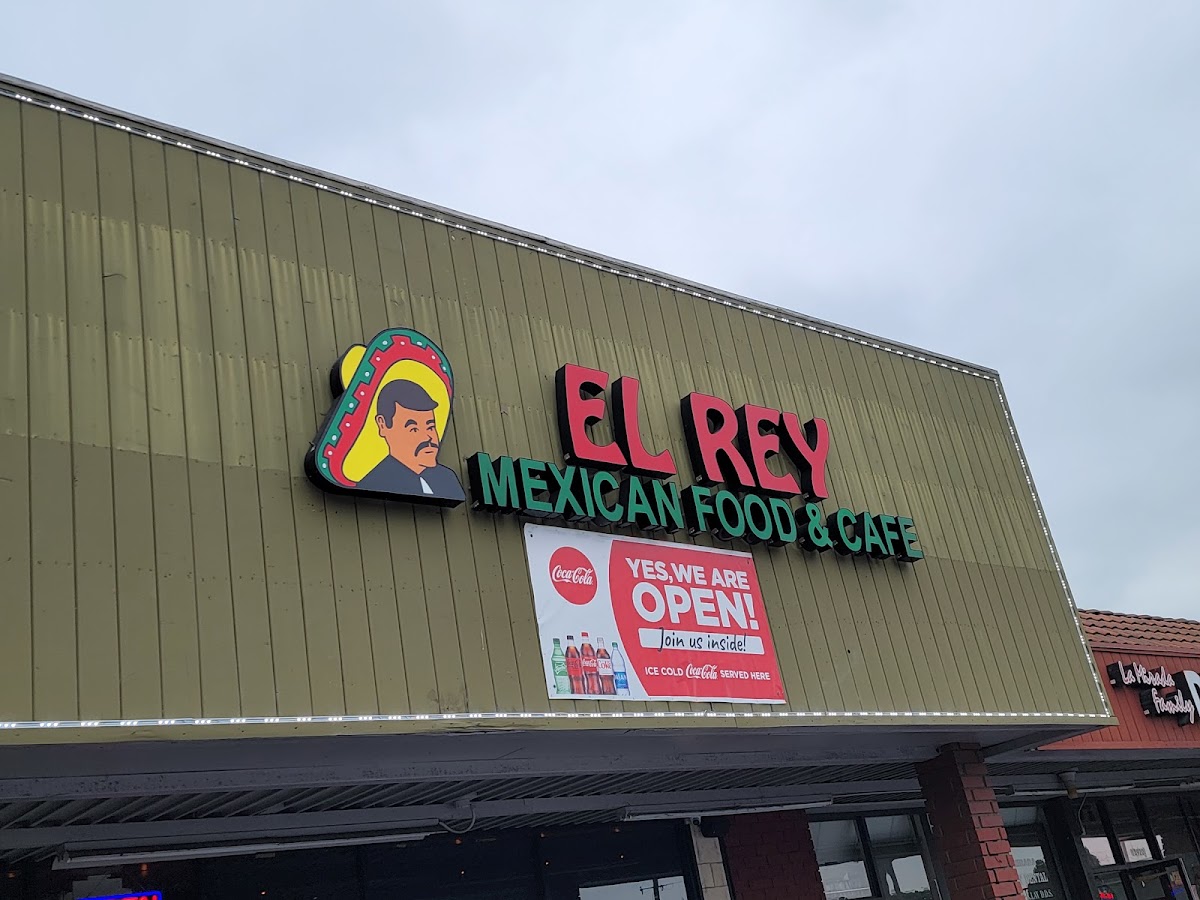 EL REY
MEXICAN FOOD & CAFE
Coca-Cola
YES, WE ARE
OPEN!
Join us inside!
ICE COLD Coca-Cola SERVED HERE
La Mirada
Family